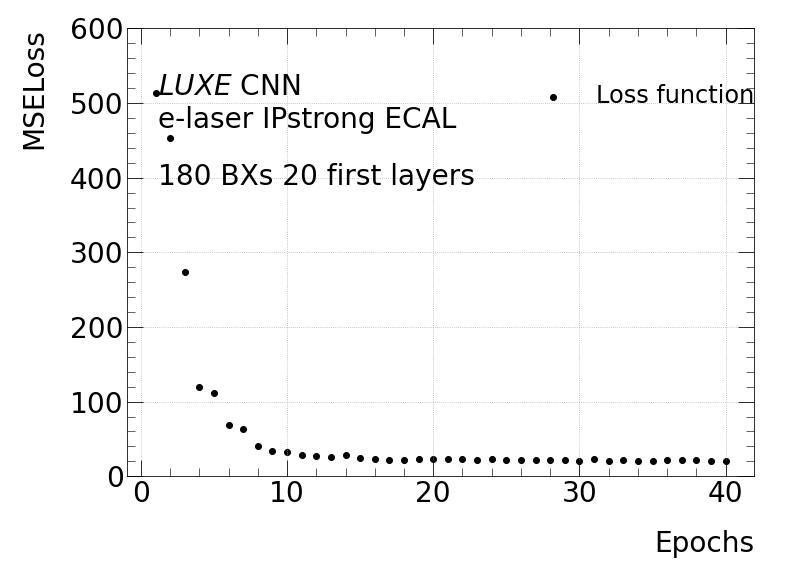 MSELoss
600
500
400
300
200
100
0
LUXE CNN
e-laser IPstrong ECAL
180 BXs 20 first layers
Loss function
0 10 20 30 40
Epochs